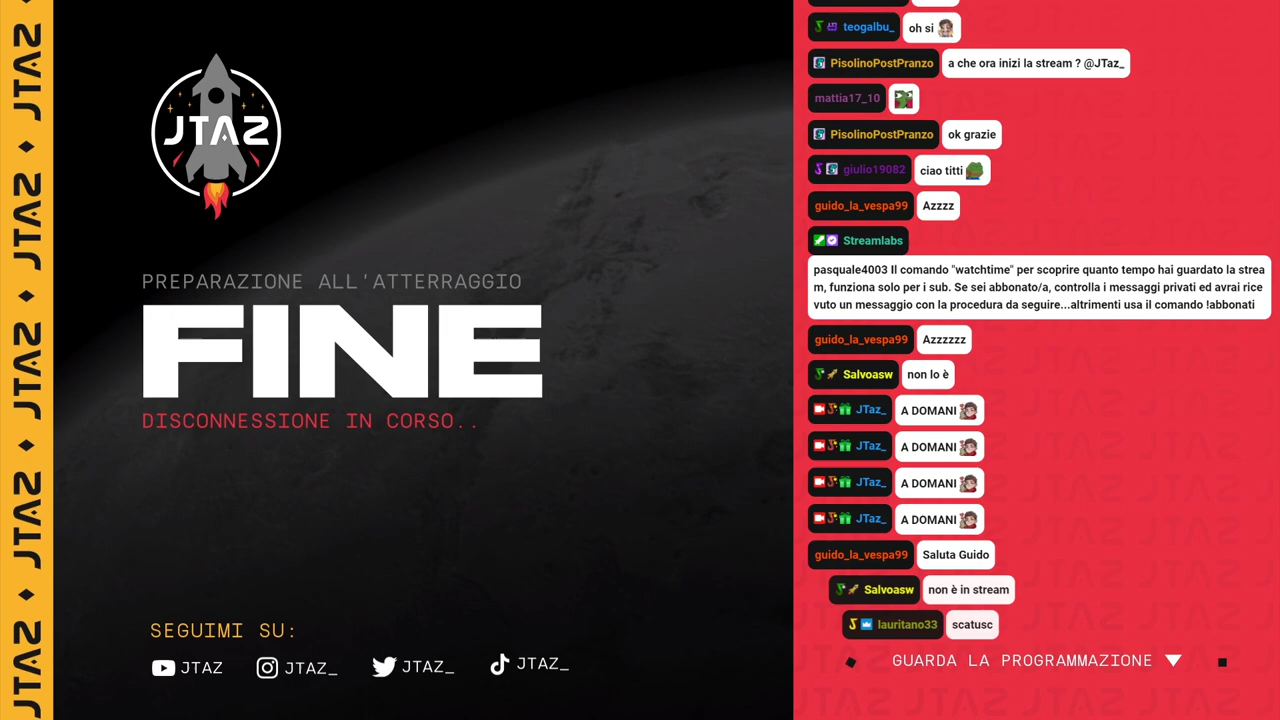 JTAZ
JTAZ
JTAZ
JTAZ
JTAZ
JTAZ
PREPARAZIONE ALL'ATTERRAGGIO
FINE
DISCONNESSIONE IN CORSO..
SEGUIMI SU:
JTAZ
JTAZ_
JTAZ_
JTAZ_
teogalbu_ oh si
PisolinoPostPranzo a che ora inizi la stream ? @JTaz_
mattia17_10
PisolinoPostPranzo ok grazie
giulio19082 ciao titti
guido_la_vespa99 Azzzz
Streamlabs
pasquale4003 Il comando "watchtime" per scoprire quanto tempo hai guardato la strea
m, funziona solo per i sub. Se sei abbonato/a, controlla i messaggi privati ed avrai rice
vuto un messaggio con la procedura da seguire...altrimenti usa il comando !abbonati
guido_la_vespa99 Azzzzzz
Salvoasw non lo è
JTaz_ A DOMANI
JTaz_ A DOMANI
JTaz_ A DOMANI
JTaz_ A DOMANI
guido_la_vespa99 Saluta Guido
Salvoasw non è in stream
lauritano33 scatusc
GUARDA LA PROGRAMMAZIONE